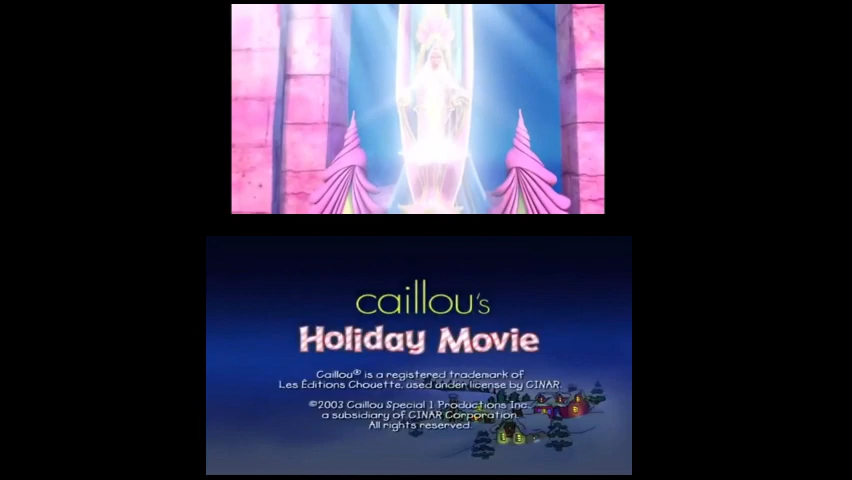 caillou's
Holiday Movie
Caillou® is a registered trademark of
Les Éditions Chouette, used under license by CINAR.
©2003 Caillou Special 1 Productions Inc.,
a subsidiary of CINAR Corporation.
All rights reserved.